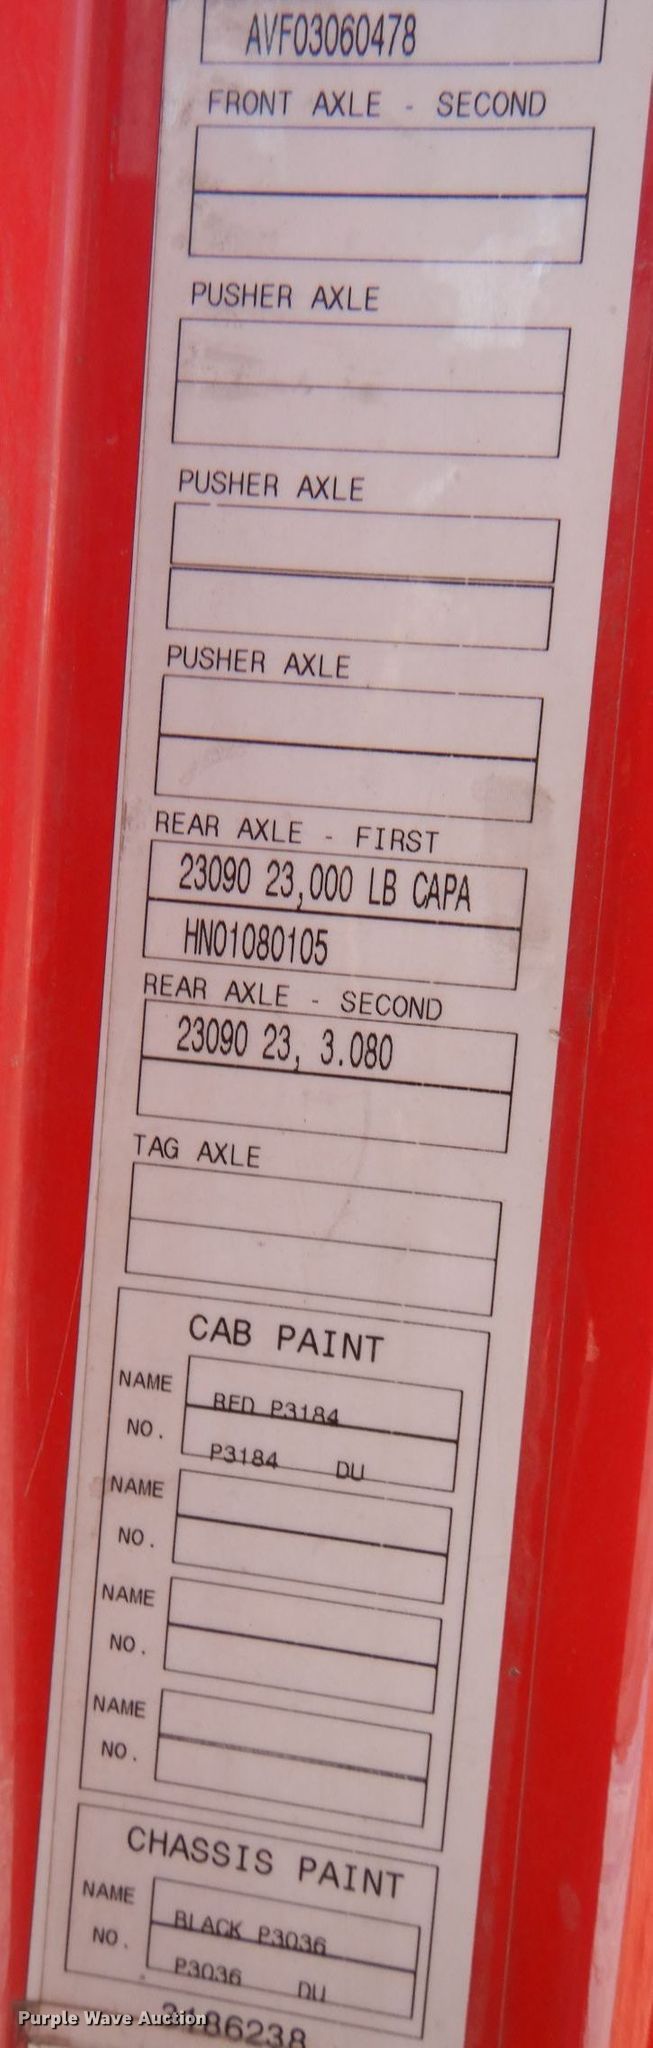 AVF03060478
FRONT AXLE - SECOND
PUSHER AXLE
PUSHER AXLE
PUSHER AXLE
REAR AXLE - FIRST
23090 23,000 LB CAPA
HN01080105
REAR AXLE - SECOND
23090 23, 3.080
TAG AXLE
CAB PAINT
NAME RED P3184
NO. P3184 DU
NAME
NO.
NAME
NO.
NAME
NO.
CHASSIS PAINT
NAME BLACK P3036
NO. P3036 DU
3486238
Purple Wave Auction